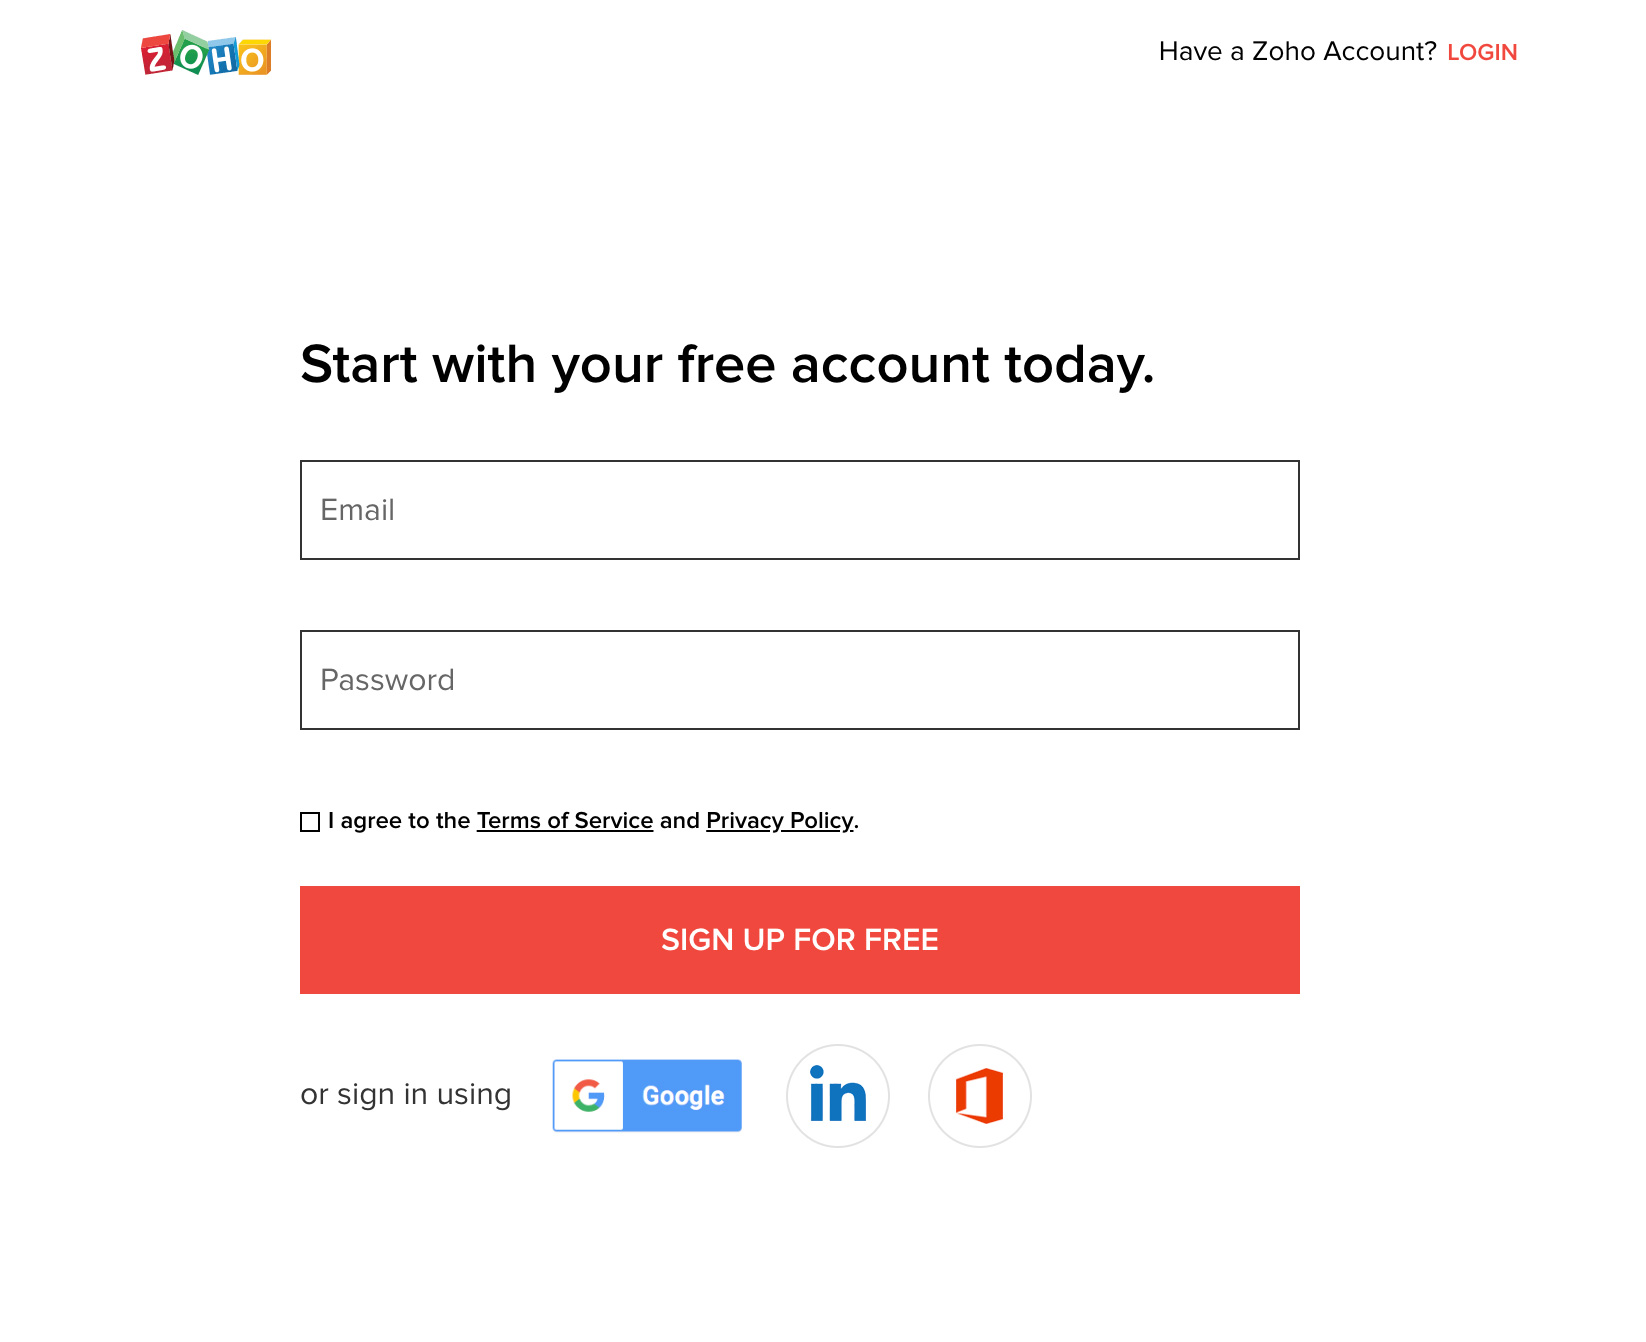 ZOHO
Have a Zoho Account? LOGIN
Start with your free account today.
Email
Password
I agree to the Terms of Service and Privacy Policy.
SIGN UP FOR FREE
or sign in using G Google in